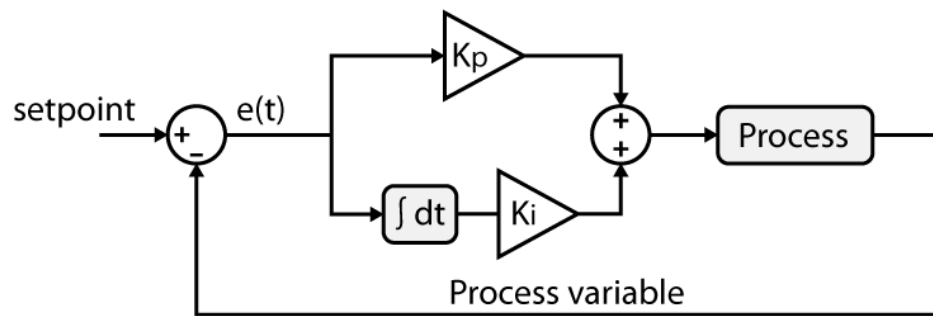 Kp
setpoint
e(t)
+
-
+
+
Process
∫ dt
Ki
Process variable